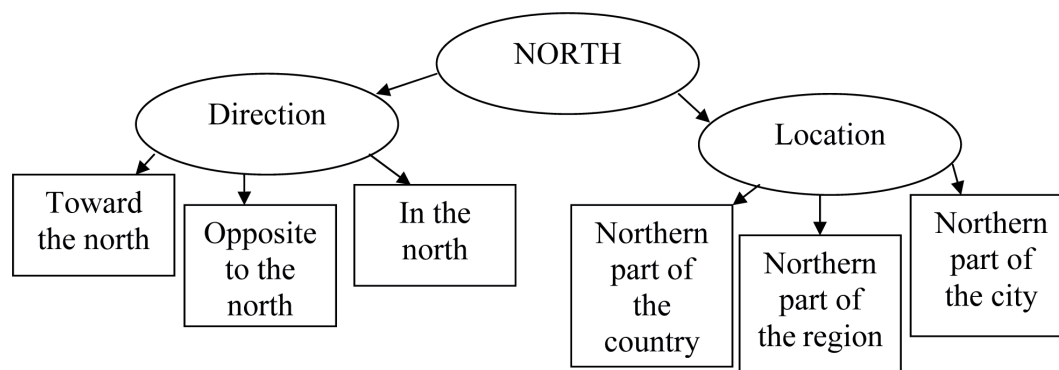 NORTH
Direction
Location
Toward
the north
Opposite
to the
north
In the
north
Northern
part of
the
country
Northern
part of
the region
Northern
part of
the city